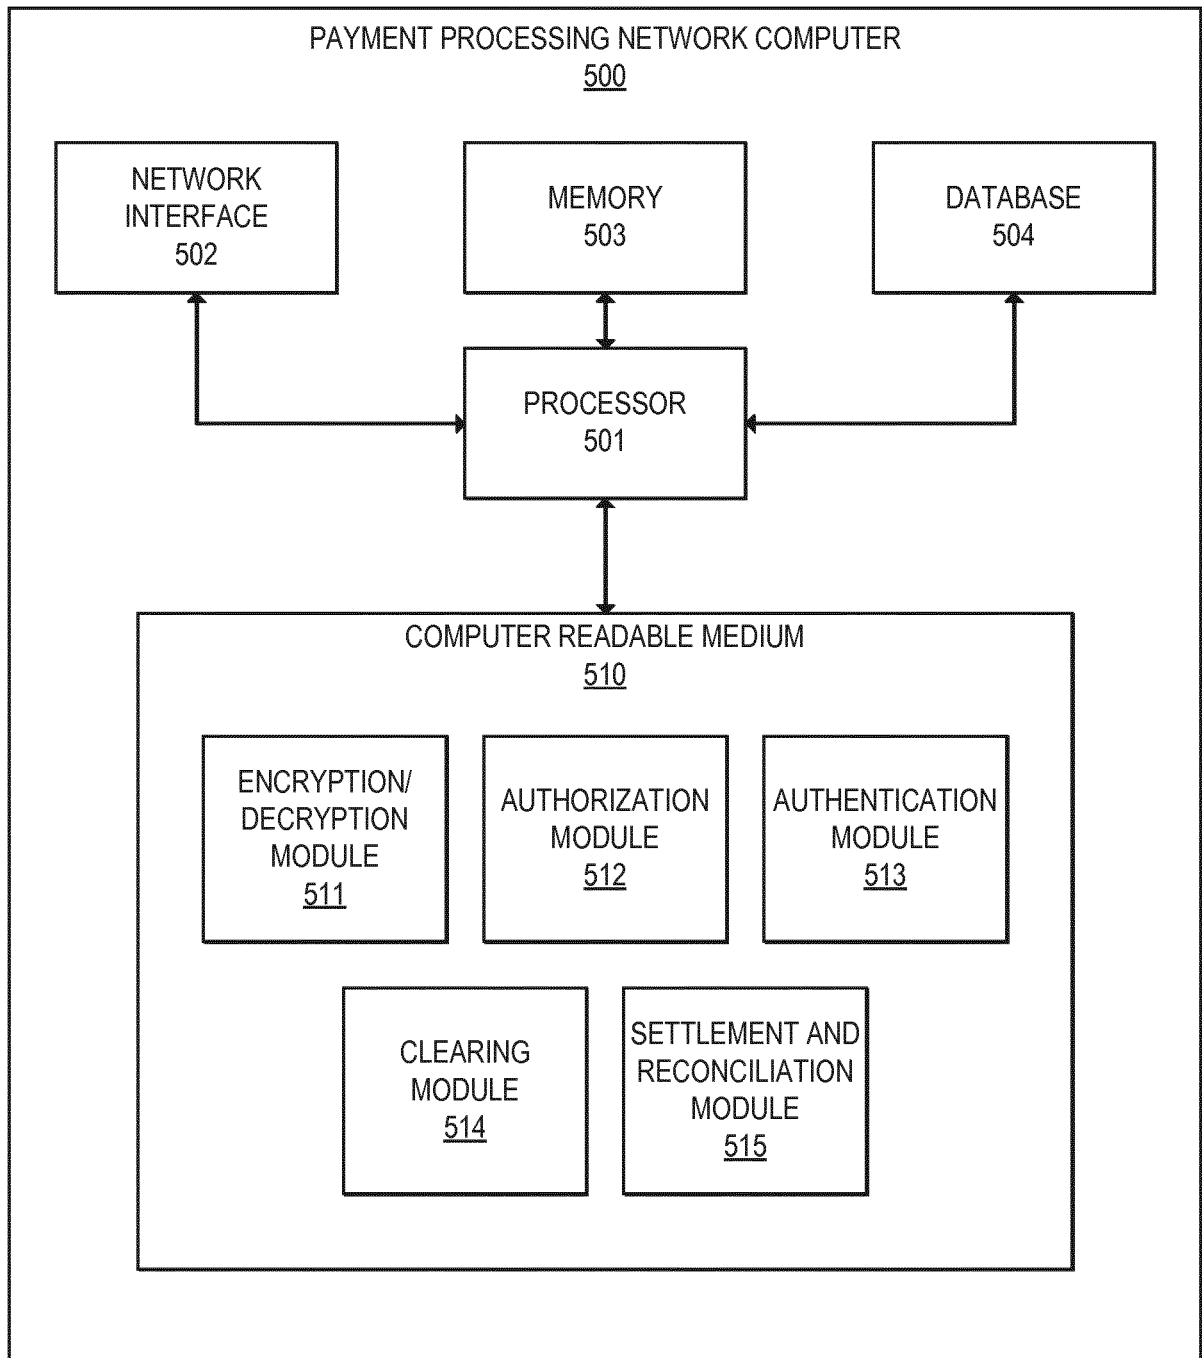 PAYMENT PROCESSING NETWORK COMPUTER
500
NETWORK
INTERFACE
502
MEMORY
503
DATABASE
504
PROCESSOR
501
COMPUTER READABLE MEDIUM
510
ENCRYPTION/
DECRYPTION
MODULE
511
AUTHORIZATION
MODULE
512
AUTHENTICATION
MODULE
513
CLEARING
MODULE
514
SETTLEMENT AND
RECONCILIATION
MODULE
515